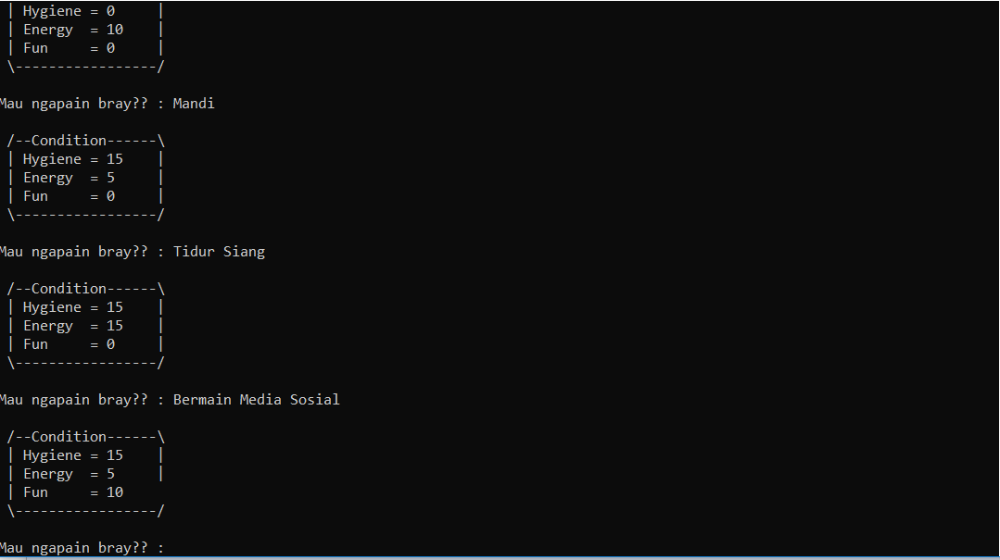 | Hygiene = 0     |
| Energy  = 10    |
| Fun     = 0     |
\-----------------/
Mau ngapain bray?? : Mandi
/--Condition------\
| Hygiene = 15    |
| Energy  = 5     |
| Fun     = 0     |
\-----------------/
Mau ngapain bray?? : Tidur Siang
/--Condition------\
| Hygiene = 15    |
| Energy  = 15    |
| Fun     = 0     |
\-----------------/
Mau ngapain bray?? : Bermain Media Sosial
/--Condition------\
| Hygiene = 15    |
| Energy  = 5     |
| Fun     = 10
\-----------------/
Mau ngapain bray?? :